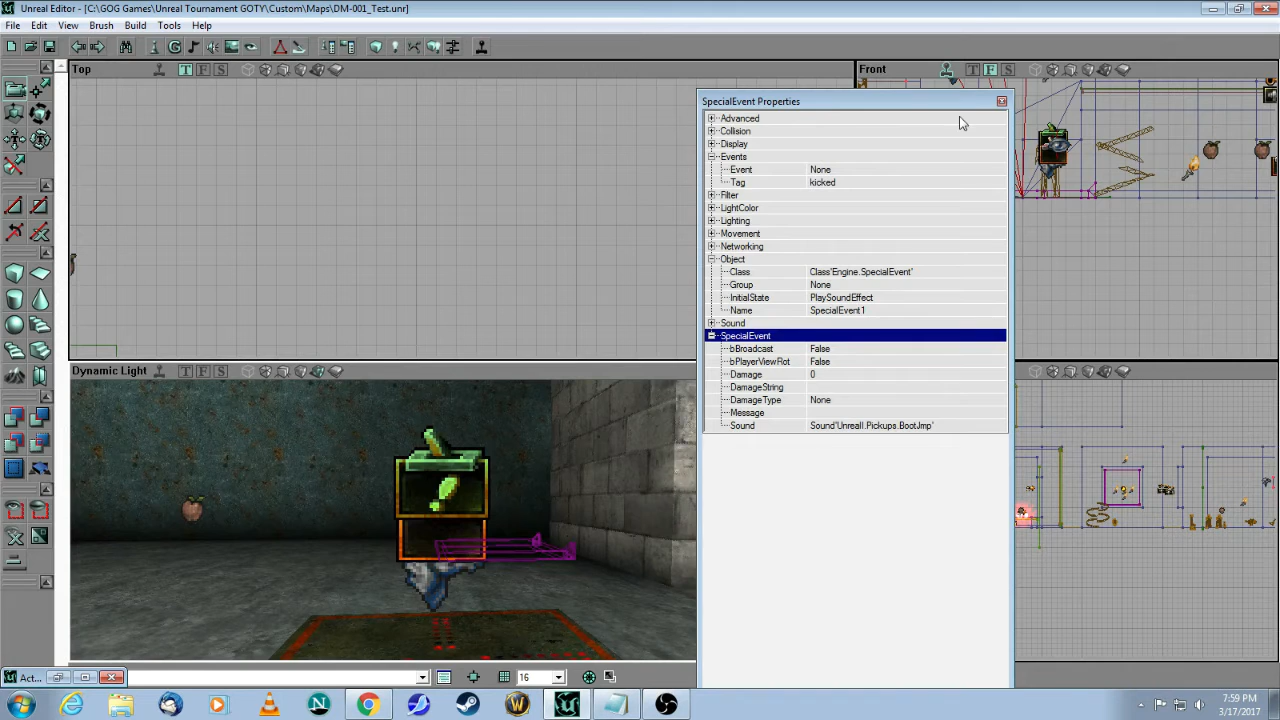 Unreal Editor - [C:\GOG Games\Unreal Tournament GOTY\Custom\Maps\DM-001_Test.unr]
File Edit View Brush Build Tools Help
Top T F S
Front T F S
SpecialEvent Properties
Advanced
Collision
Display
Events
Event None
Tag kicked
Filter
LightColor
Lighting
Movement
Networking
Object
Class Class'Engine.SpecialEvent'
Group None
InitialState PlaySoundEffect
Name SpecialEvent1
Sound
SpecialEvent
bBroadcast False
bPlayerViewRot False
Damage 0
DamageString
DamageType None
Message
Sound Sound'UnrealI.Pickups.BootJmp'
Dynamic Light T F S
Act...
16
7:59 PM
3/17/2017